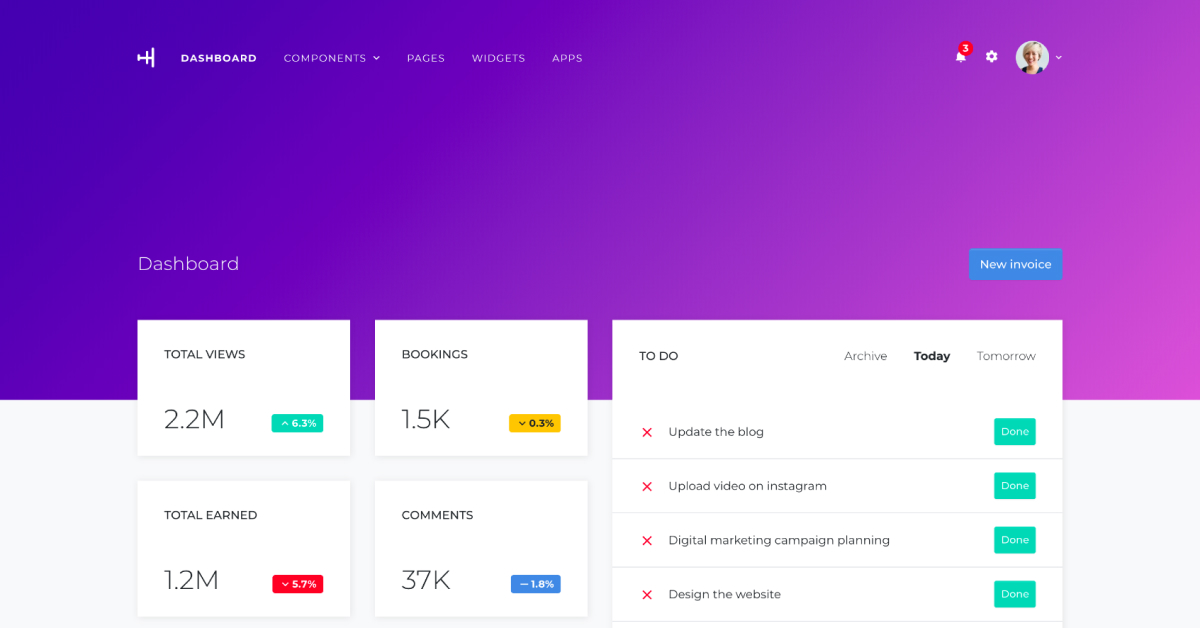 DASHBOARD COMPONENTS PAGES WIDGETS APPS 3
Dashboard New invoice
TOTAL VIEWS
2.2M 6.3%
BOOKINGS
1.5K 0.3%
TOTAL EARNED
1.2M 5.7%
COMMENTS
37K 1.8%
TO DO Archive Today Tomorrow
Update the blog Done
Upload video on instagram Done
Digital marketing campaign planning Done
Design the website Done